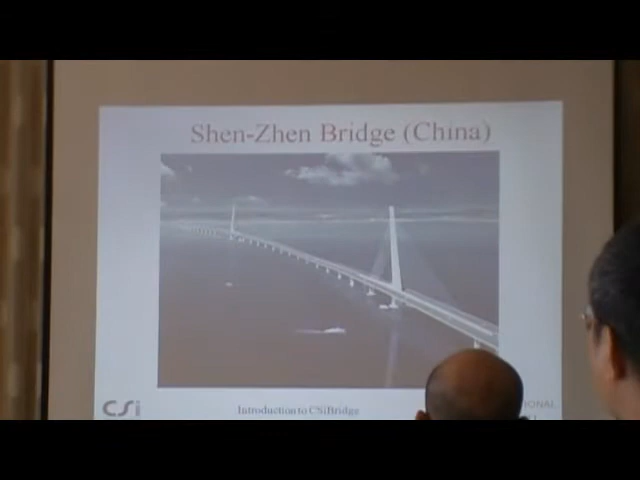 Shen-Zhen Bridge (China)
CSi
Introduction to CSiBridge